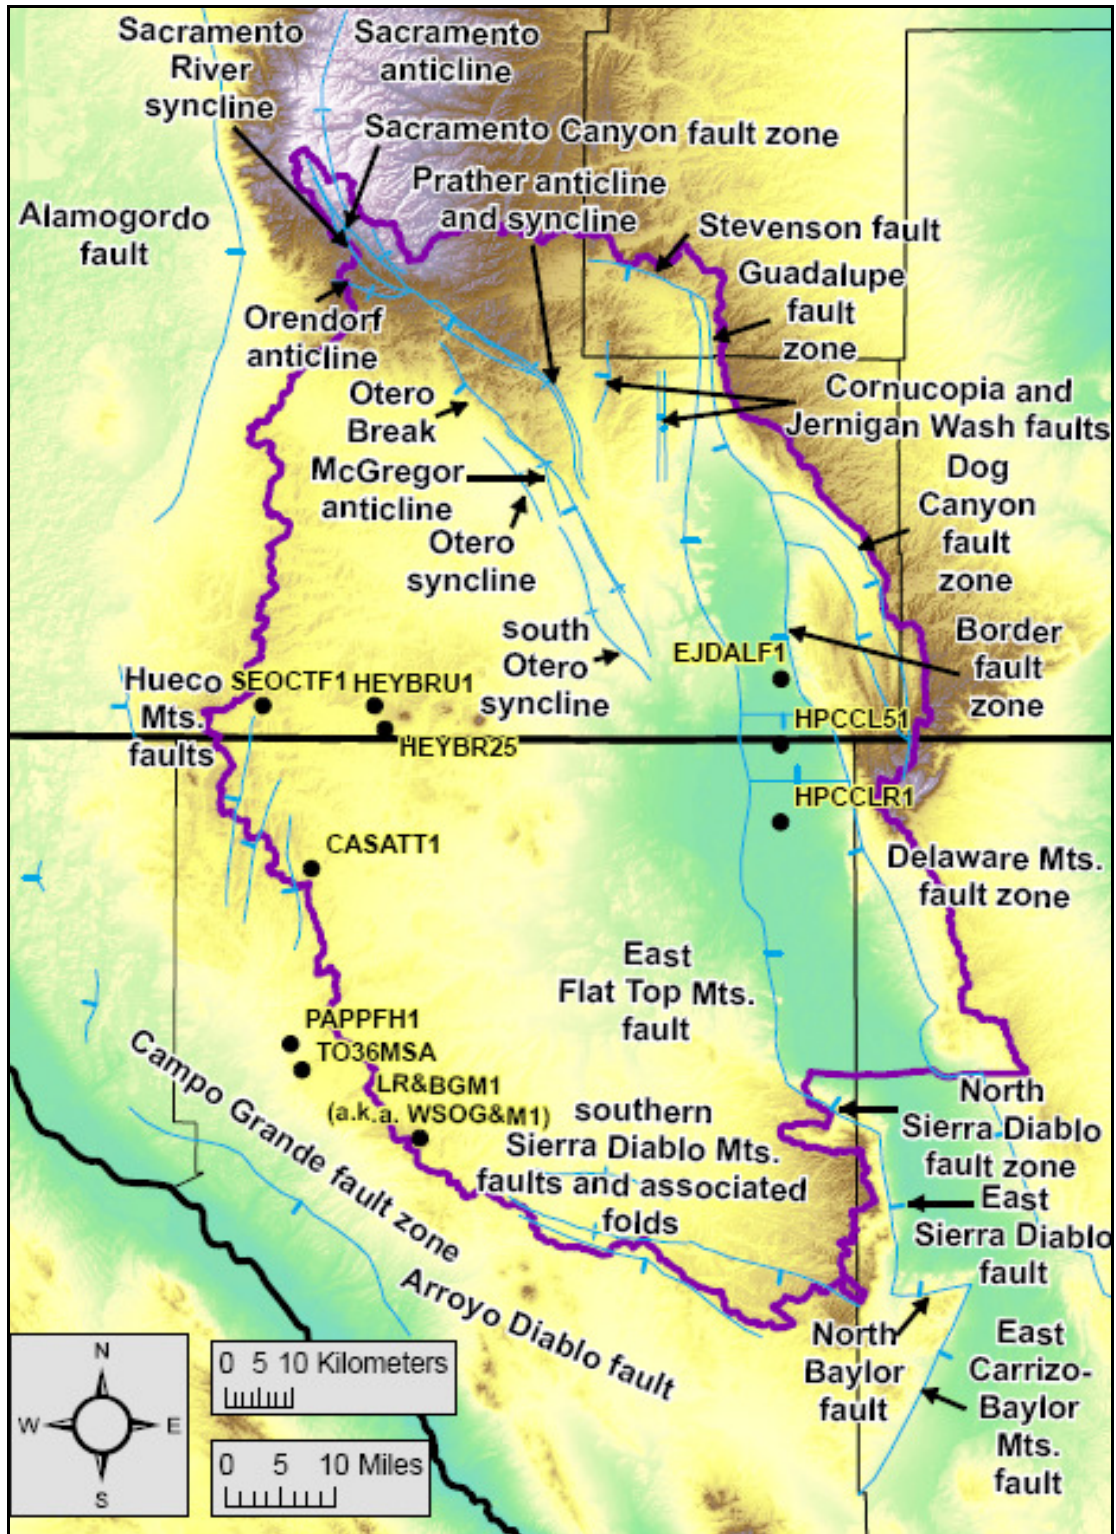 Sacramento
River
syncline
Sacramento
anticline
Sacramento Canyon fault zone
Prather anticline
and syncline
Alamogordo
fault
Stevenson fault
Guadalupe
fault
zone
Orendorf
anticline
Cornucopia and
Jernigan Wash faults
Otero
Break
McGregor
anticline
Dog
Canyon
fault
zone
Otero
syncline
south
Otero
syncline
EJDALF1
Border
fault
zone
Hueco
Mts.
faults
SEOCTF1
HEYBRU1
HEYBR25
HPCCL51
HPCCLR1
CASATT1
Delaware Mts.
fault zone
East
Flat Top Mts.
fault
PAPPFH1
TO36MSA
LR&BGM1
(a.k.a. WSOG&M1)
Campo Grande fault zone
southern
Sierra Diablo Mts.
faults and associated
folds
North
Sierra Diablo
fault zone
East
Sierra Diablo
fault
Arroyo Diablo fault
North
Baylor
fault
East
Carrizo-
Baylor
Mts.
fault
N
W E
S
0 5 10 Kilometers
0 5 10 Miles